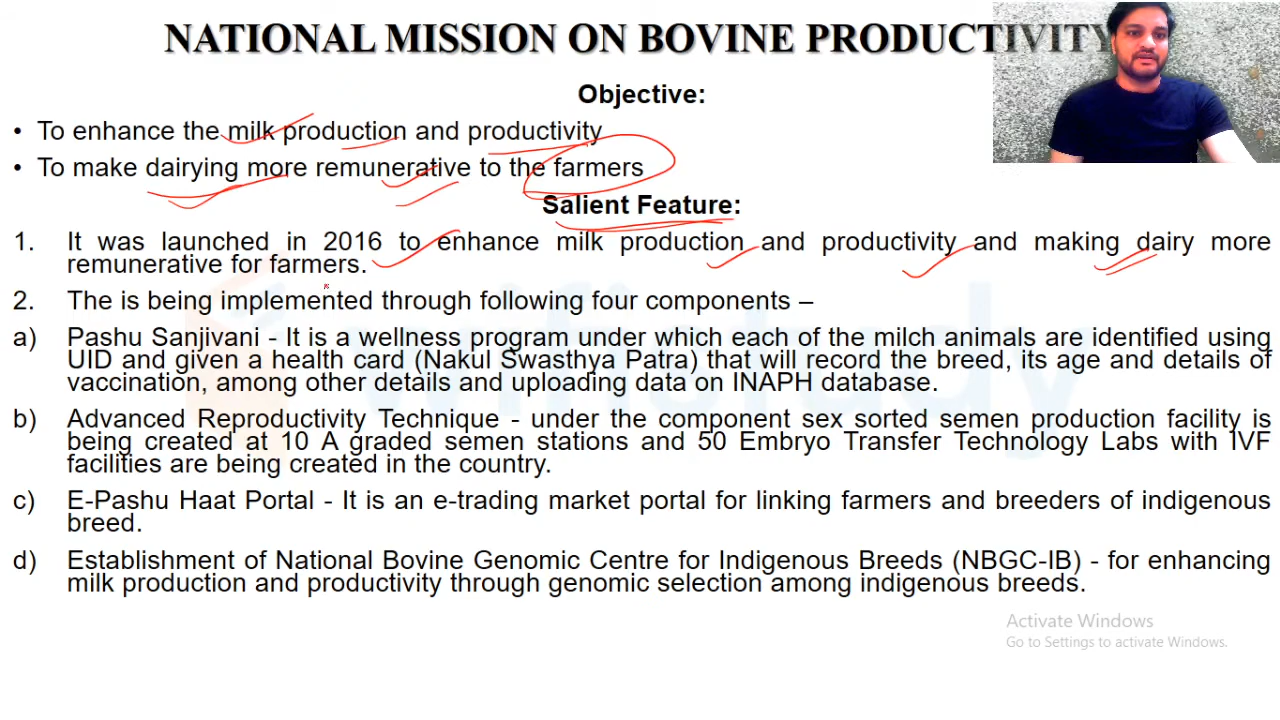 NATIONAL MISSION ON BOVINE PRODUCTIVITY
Objective:
• To enhance the milk production and productivity
• To make dairying more remunerative to the farmers
Salient Feature:
1. It was launched in 2016 to enhance milk production and productivity and making dairy more
remunerative for farmers.
2. The is being implemented through following four components –
a) Pashu Sanjivani - It is a wellness program under which each of the milch animals are identified using
UID and given a health card (Nakul Swasthya Patra) that will record the breed, its age and details of
vaccination, among other details and uploading data on INAPH database.
b) Advanced Reproductivity Technique - under the component sex sorted semen production facility is
being created at 10 A graded semen stations and 50 Embryo Transfer Technology Labs with IVF
facilities are being created in the country.
c) E-Pashu Haat Portal - It is an e-trading market portal for linking farmers and breeders of indigenous
breed.
d) Establishment of National Bovine Genomic Centre for Indigenous Breeds (NBGC-IB) - for enhancing
milk production and productivity through genomic selection among indigenous breeds.
Activate Windows
Go to Settings to activate Windows.